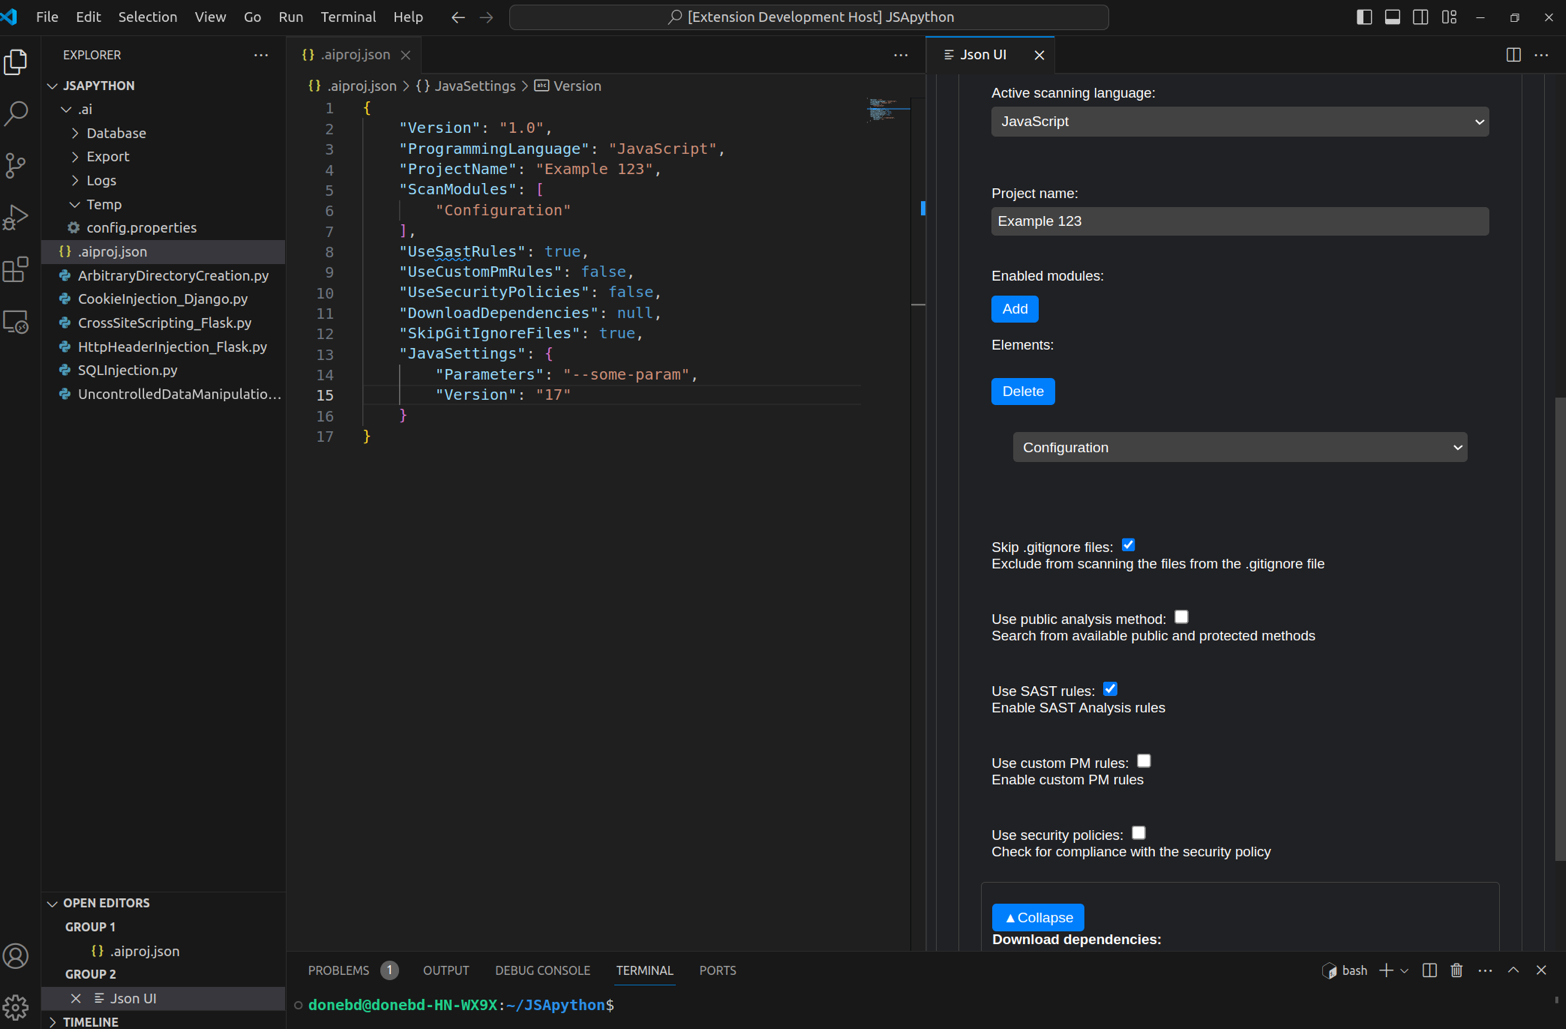 File Edit Selection View Go Run Terminal Help
[Extension Development Host] JSApython
EXPLORER
JSAPYTHON
.ai
Database
Export
Logs
Temp
config.properties
.aiproj.json
ArbitraryDirectoryCreation.py
CookieInjection_Django.py
CrossSiteScripting_Flask.py
HttpHeaderInjection_Flask.py
SQLInjection.py
UncontrolledDataManipulatio...
OPEN EDITORS
GROUP 1
{} .aiproj.json
GROUP 2
Json UI
TIMELINE
{} .aiproj.json
{} .aiproj.json > {} JavaSettings > abc Version
1 {
2 "Version": "1.0",
3 "ProgrammingLanguage": "JavaScript",
4 "ProjectName": "Example 123",
5 "ScanModules": [
6 "Configuration"
7 ],
8 "UseSastRules": true,
9 "UseCustomPmRules": false,
10 "UseSecurityPolicies": false,
11 "DownloadDependencies": null,
12 "SkipGitIgnoreFiles": true,
13 "JavaSettings": {
14 "Parameters": "--some-param",
15 "Version": "17"
16 }
17 }
Json UI
Active scanning language:
JavaScript
Project name:
Example 123
Enabled modules:
Add
Elements:
Delete
Configuration
Skip .gitignore files:
Exclude from scanning the files from the .gitignore file
Use public analysis method:
Search from available public and protected methods
Use SAST rules:
Enable SAST Analysis rules
Use custom PM rules:
Enable custom PM rules
Use security policies:
Check for compliance with the security policy
▲Collapse
Download dependencies:
PROBLEMS 1 OUTPUT DEBUG CONSOLE TERMINAL PORTS
bash
donebd@donebd-HN-WX9X:~/JSApython$